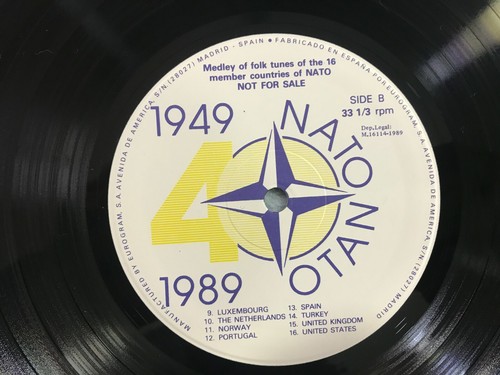 MANUFACTURED BY EUROGRAM, S.A. AVENIDA DE AMERICA, S/N. (28027) MADRID - SPAIN • FABRICADO EN ESPAÑA POR EUROGRAM, S.A. AVENIDA DE AMERICA, S/N. (28027) MADRID
Medley of folk tunes of the 16
member countries of NATO
NOT FOR SALE
SIDE B
33 1/3 rpm
Dep. Legal:
M.16114-1989
1949
NATO
40
OTAN
1989
9. LUXEMBOURG
10. THE NETHERLANDS
11. NORWAY
12. PORTUGAL
13. SPAIN
14. TURKEY
15. UNITED KINGDOM
16. UNITED STATES